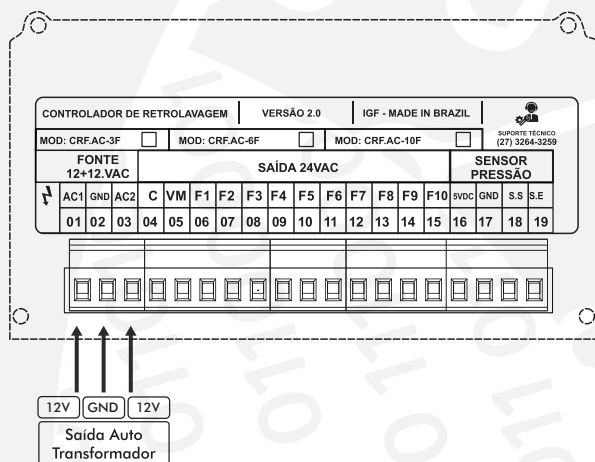 CONTROLADOR DE RETROLAVAGEM VERSÃO 2.0 IGF - MADE IN BRAZIL
SUPORTE TÉCNICO
(27) 3264-3259
MOD: CRF.AC-3F MOD: CRF.AC-6F MOD: CRF.AC-10F
FONTE
12+12.VAC
SAÍDA 24VAC
SENSOR
PRESSÃO
AC1 GND AC2 C VM F1 F2 F3 F4 F5 F6 F7 F8 F9 F10 5VDC GND S.S S.E
01 02 03 04 05 06 07 08 09 10 11 12 13 14 15 16 17 18 19
12V GND 12V
Saída Auto
Transformador